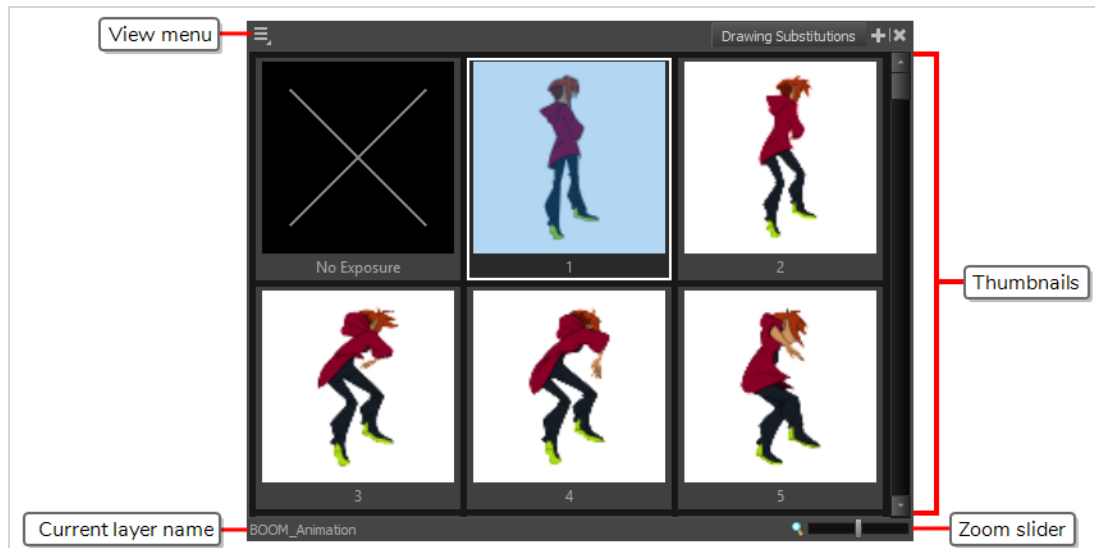 View menu
Drawing Substitutions
No Exposure
1
2
Thumbnails
3
4
5
Current layer name
BOOM_Animation
Zoom slider